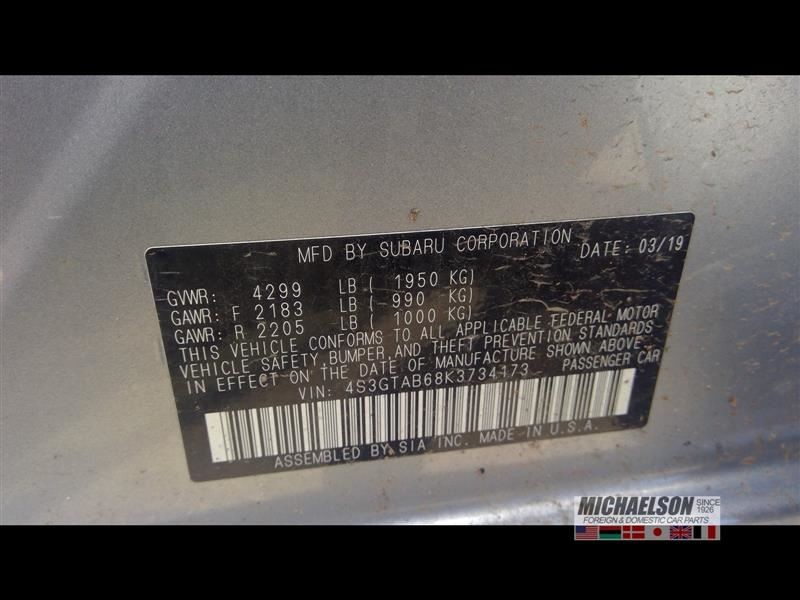 MFD BY SUBARU CORPORATION DATE: 03/19
GVWR: 4299 LB ( 1950 KG)
GAWR: F 2183 LB ( 990 KG)
GAWR: R 2205 LB ( 1000 KG)
THIS VEHICLE CONFORMS TO ALL APPLICABLE FEDERAL MOTOR
VEHICLE SAFETY, BUMPER, AND THEFT PREVENTION STANDARDS
IN EFFECT ON THE DATE OF MANUFACTURE SHOWN ABOVE.
VIN: 4S3GTAB68K3734173 PASSENGER CAR
ASSEMBLED BY SIA INC. MADE IN U.S.A.
MICHAELSON SINCE 1926
FOREIGN & DOMESTIC CAR PARTS